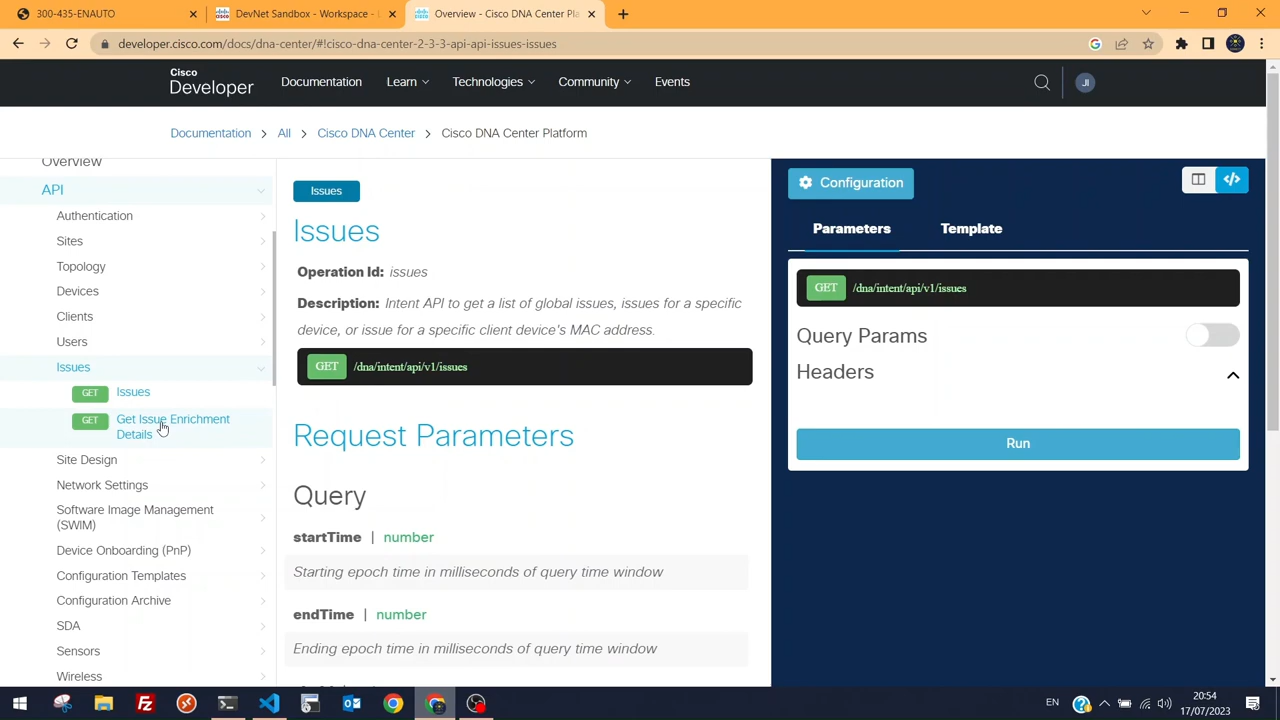 300-435-ENAUTO
DevNet Sandbox - Workspace -
Overview - Cisco DNA Center Pla
developer.cisco.com/docs/dna-center/#!cisco-dna-center-2-3-3-api-api-issues-issues
Cisco
Developer
Documentation
Learn
Technologies
Community
Events
JI
Documentation > All > Cisco DNA Center > Cisco DNA Center Platform
Overview
API
Authentication
Sites
Topology
Devices
Clients
Users
Issues
GET Issues
GET Get Issue Enrichment
Details
Site Design
Network Settings
Software Image Management
(SWIM)
Device Onboarding (PnP)
Configuration Templates
Configuration Archive
SDA
Sensors
Wireless
Issues
Issues
Operation Id: issues
Description: Intent API to get a list of global issues, issues for a specific
device, or issue for a specific client device's MAC address.
GET /dna/intent/api/v1/issues
Request Parameters
Query
startTime | number
Starting epoch time in milliseconds of query time window
endTime | number
Ending epoch time in milliseconds of query time window
Configuration
Parameters
Template
GET /dna/intent/api/v1/issues
Query Params
Headers
Run
EN
20:54
17/07/2023